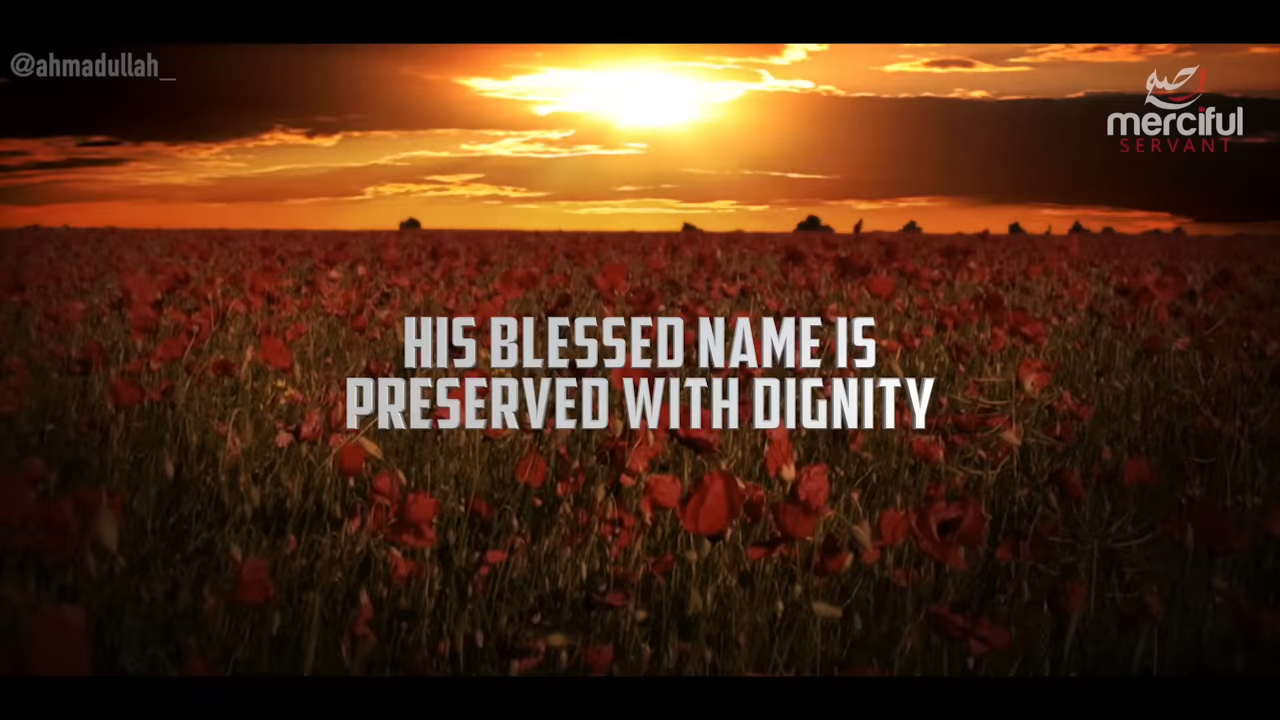 @ahmadullah_
merciful
SERVANT
HIS BLESSED NAME IS
PRESERVED WITH DIGNITY